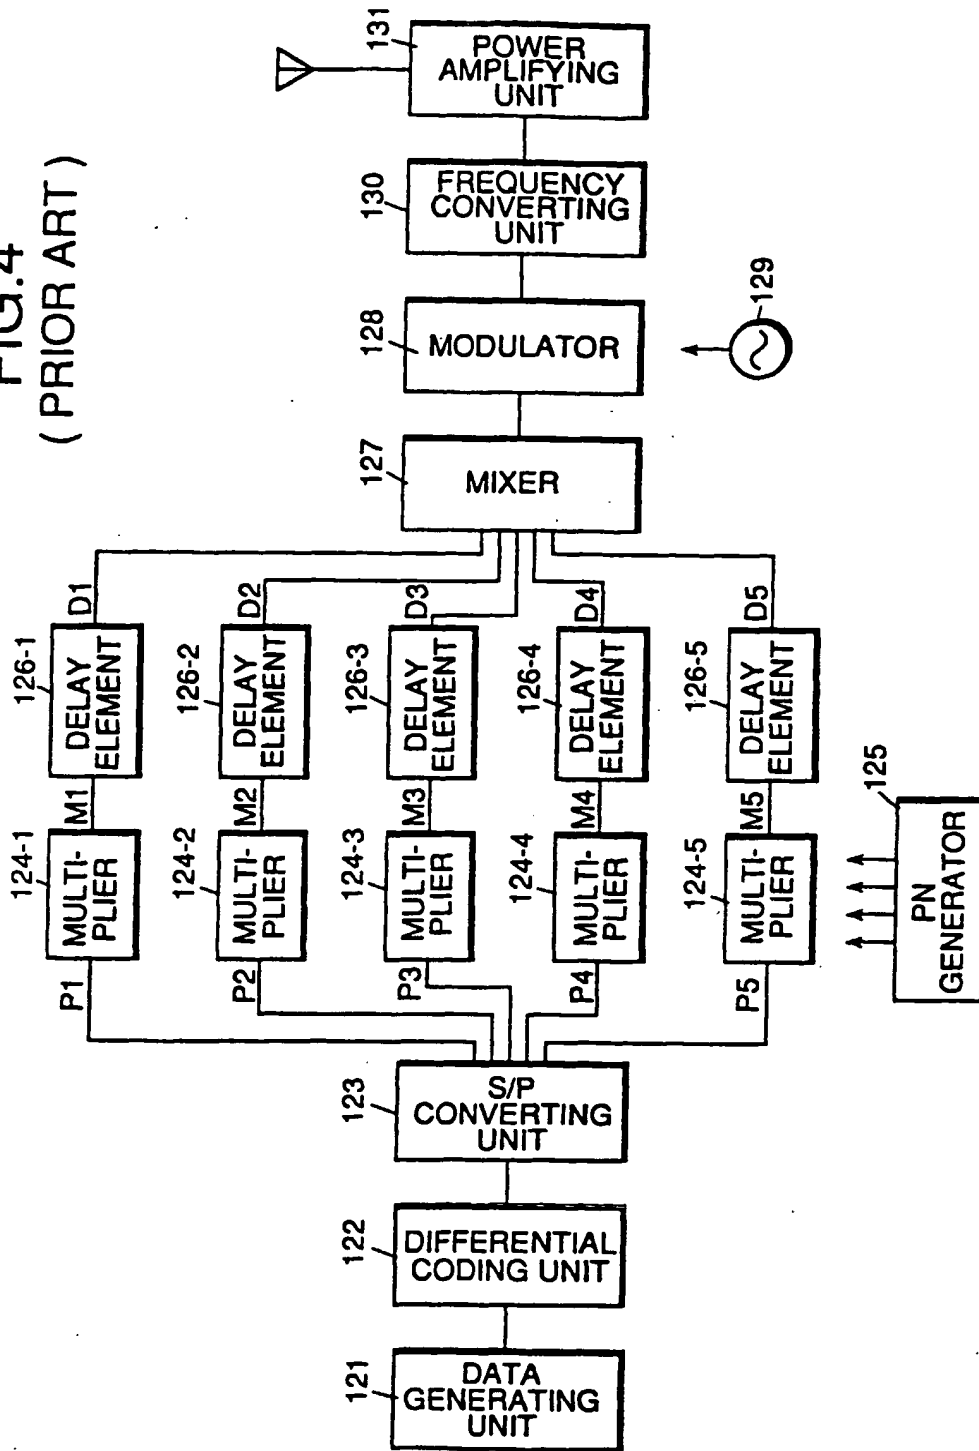 FIG.4
( PRIOR ART )
121
DATA
GENERATING
UNIT
122
DIFFERENTIAL
CODING UNIT
123
S/P
CONVERTING
UNIT
P1
P2
P3
P4
P5
124-1
MULTI-
PLIER
124-2
MULTI-
PLIER
124-3
MULTI-
PLIER
124-4
MULTI-
PLIER
124-5
MULTI-
PLIER
125
PN
GENERATOR
M1
M2
M3
M4
M5
126-1
DELAY
ELEMENT
126-2
DELAY
ELEMENT
126-3
DELAY
ELEMENT
126-4
DELAY
ELEMENT
126-5
DELAY
ELEMENT
D1
D2
D3
D4
D5
127
MIXER
128
MODULATOR
129
130
FREQUENCY
CONVERTING
UNIT
131
POWER
AMPLIFYING
UNIT